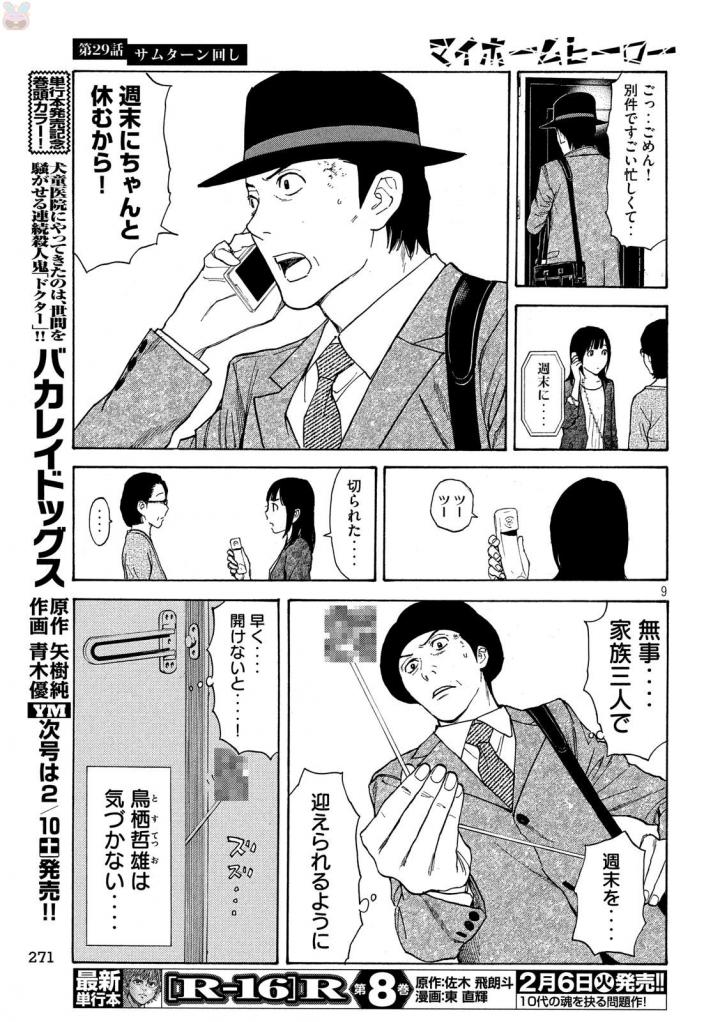 第29話
サムターン回し
マイホームヒーロー
ごっ‥ごめん!
別件ですごい忙しくて‥
週末にちゃんと
休むから!
週末に‥‥
ツー
ツー
切られた‥‥
‥‥
9
無事‥‥
家族三人で
週末を‥
迎えられるように
早く‥‥
開けないと‥‥!
ズズ‥‥
鳥栖哲雄は
とすてつお
気づかない‥‥
単行本発売記念
巻頭カラー!!
犬童医院にやってきたのは、世間を
騒がせる連続殺人鬼「ドクター」!!
バカレイドッグス
原作 矢樹純
作画 青木優
YM
次号は2/10土発売!!
271
最新
単行本
[R-16]R
第8巻
原作:佐木 飛朗斗
漫画:東 直輝
2月6日火発売!!
10代の魂を抉る問題作!